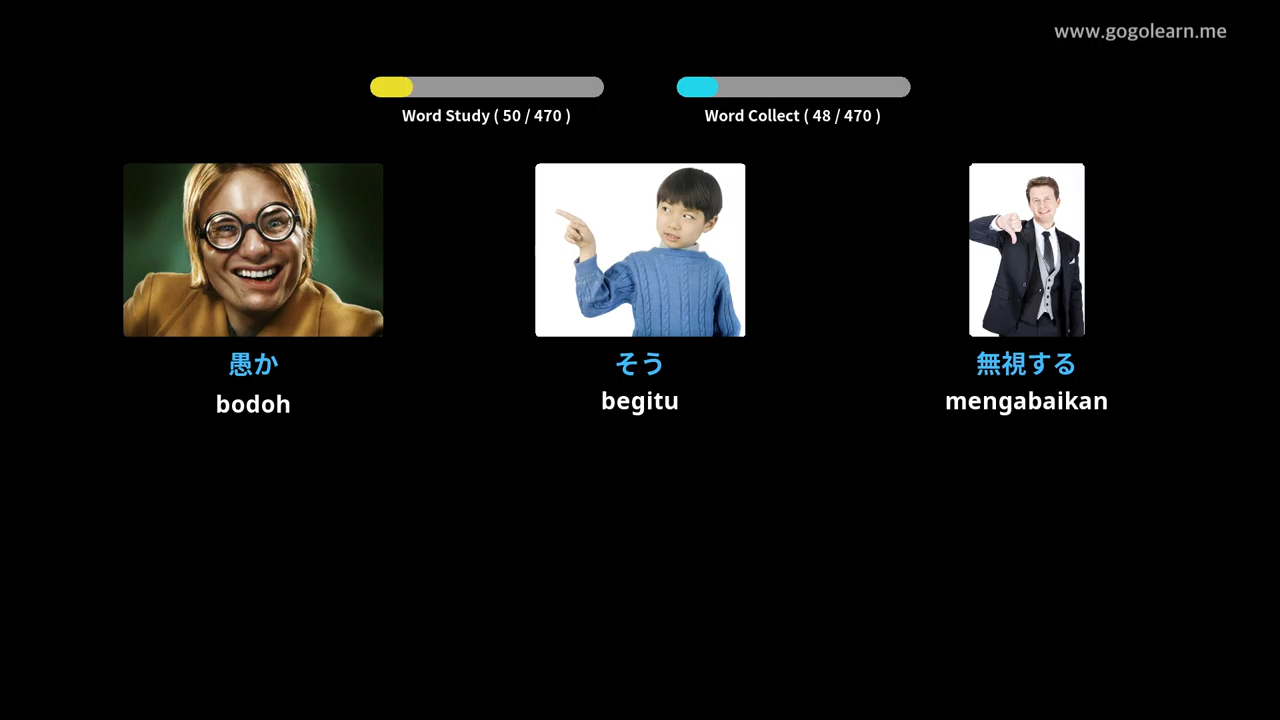 www.gogolearn.me
Word Study ( 50 / 470 )
Word Collect ( 48 / 470 )
愚か
そう
無視する
bodoh
begitu
mengabaikan